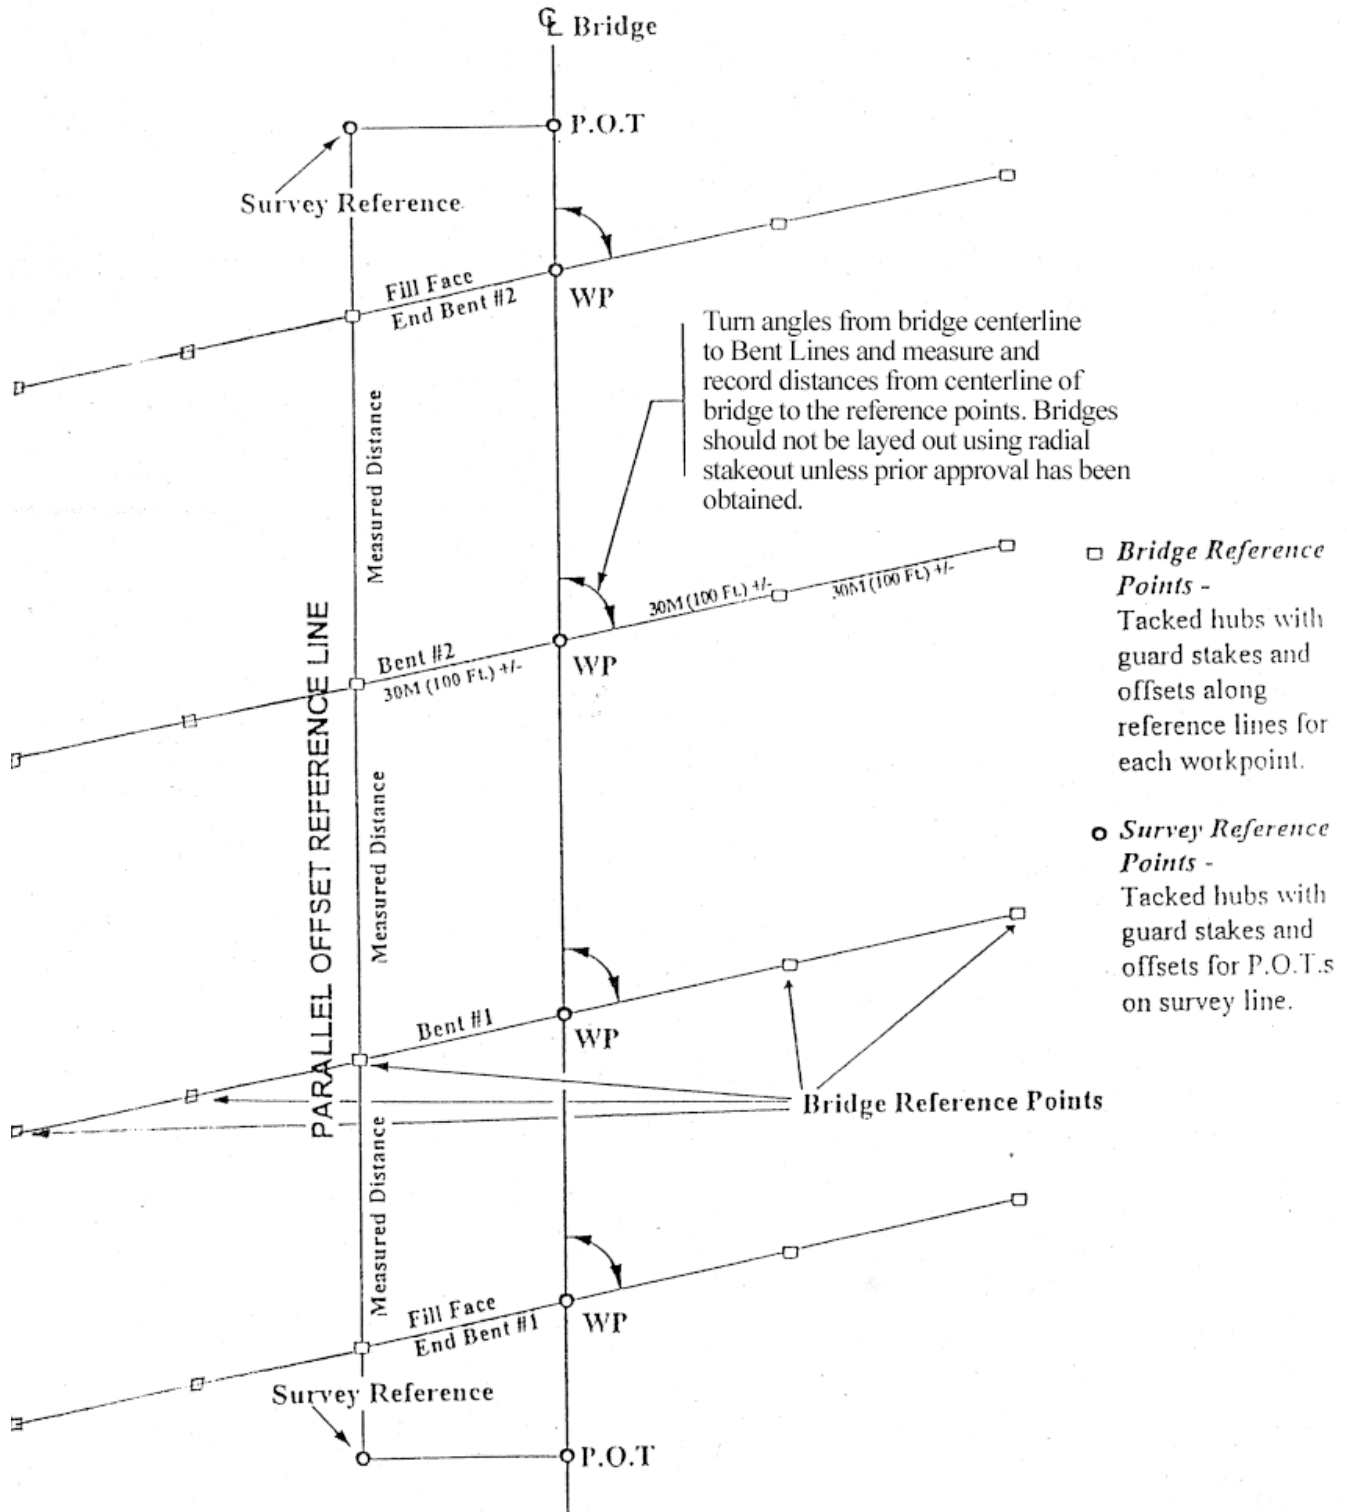 ℄ Bridge
P.O.T
Survey Reference
Fill Face
End Bent #2
WP
Turn angles from bridge centerline
to Bent Lines and measure and
record distances from centerline of
bridge to the reference points. Bridges
should not be layed out using radial
stakeout unless prior approval has been
obtained.
Measured Distance
30M (100 Ft.) +/-
30M (100 Ft.) +/-
Bent #2
30M (100 Ft.) +/-
WP
Bridge Reference
Points -
Tacked hubs with
guard stakes and
offsets along
reference lines for
each workpoint.
PARALLEL OFFSET REFERENCE LINE
Measured Distance
Survey Reference
Points -
Tacked hubs with
guard stakes and
offsets for P.O.T.s
on survey line.
Bent #1
WP
Bridge Reference Points
Measured Distance
Fill Face
End Bent #1
WP
Survey Reference
P.O.T